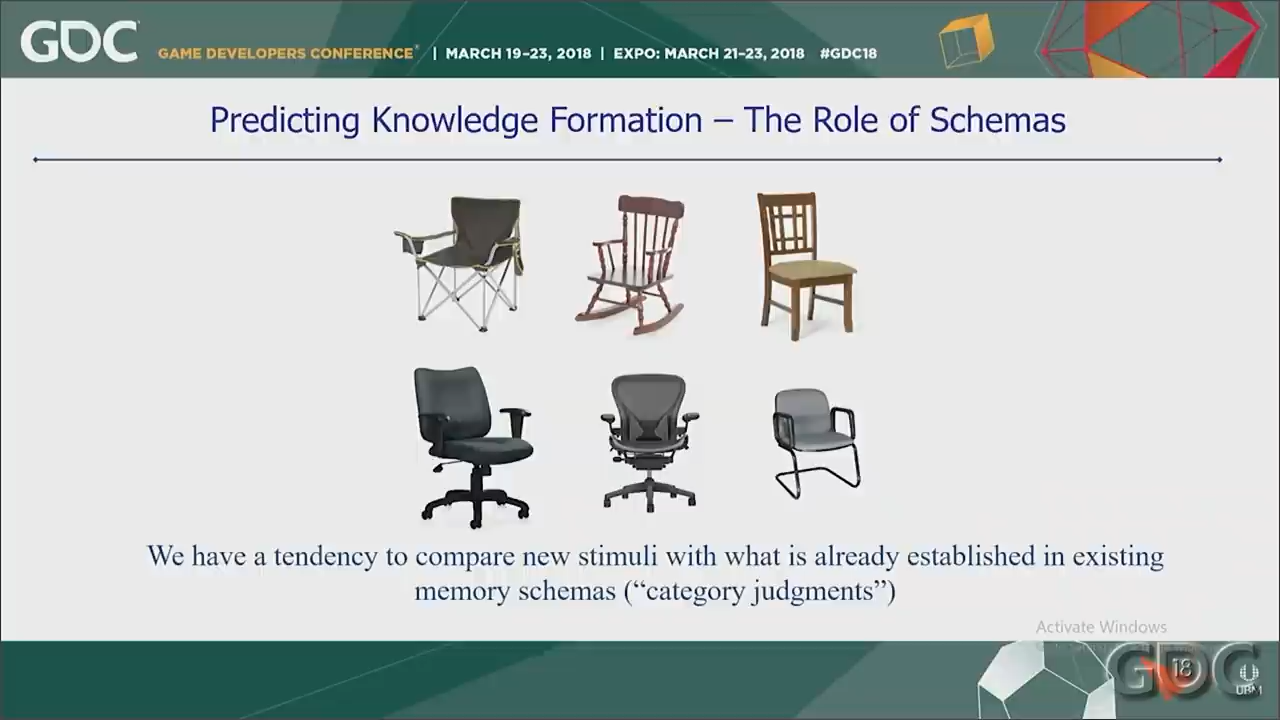 GDC GAME DEVELOPERS CONFERENCE® | MARCH 19–23, 2018 | EXPO: MARCH 21–23, 2018 #GDC18
Predicting Knowledge Formation – The Role of Schemas
We have a tendency to compare new stimuli with what is already established in existing
memory schemas (“category judgments”)
Activate Windows
GDC
18
UBM